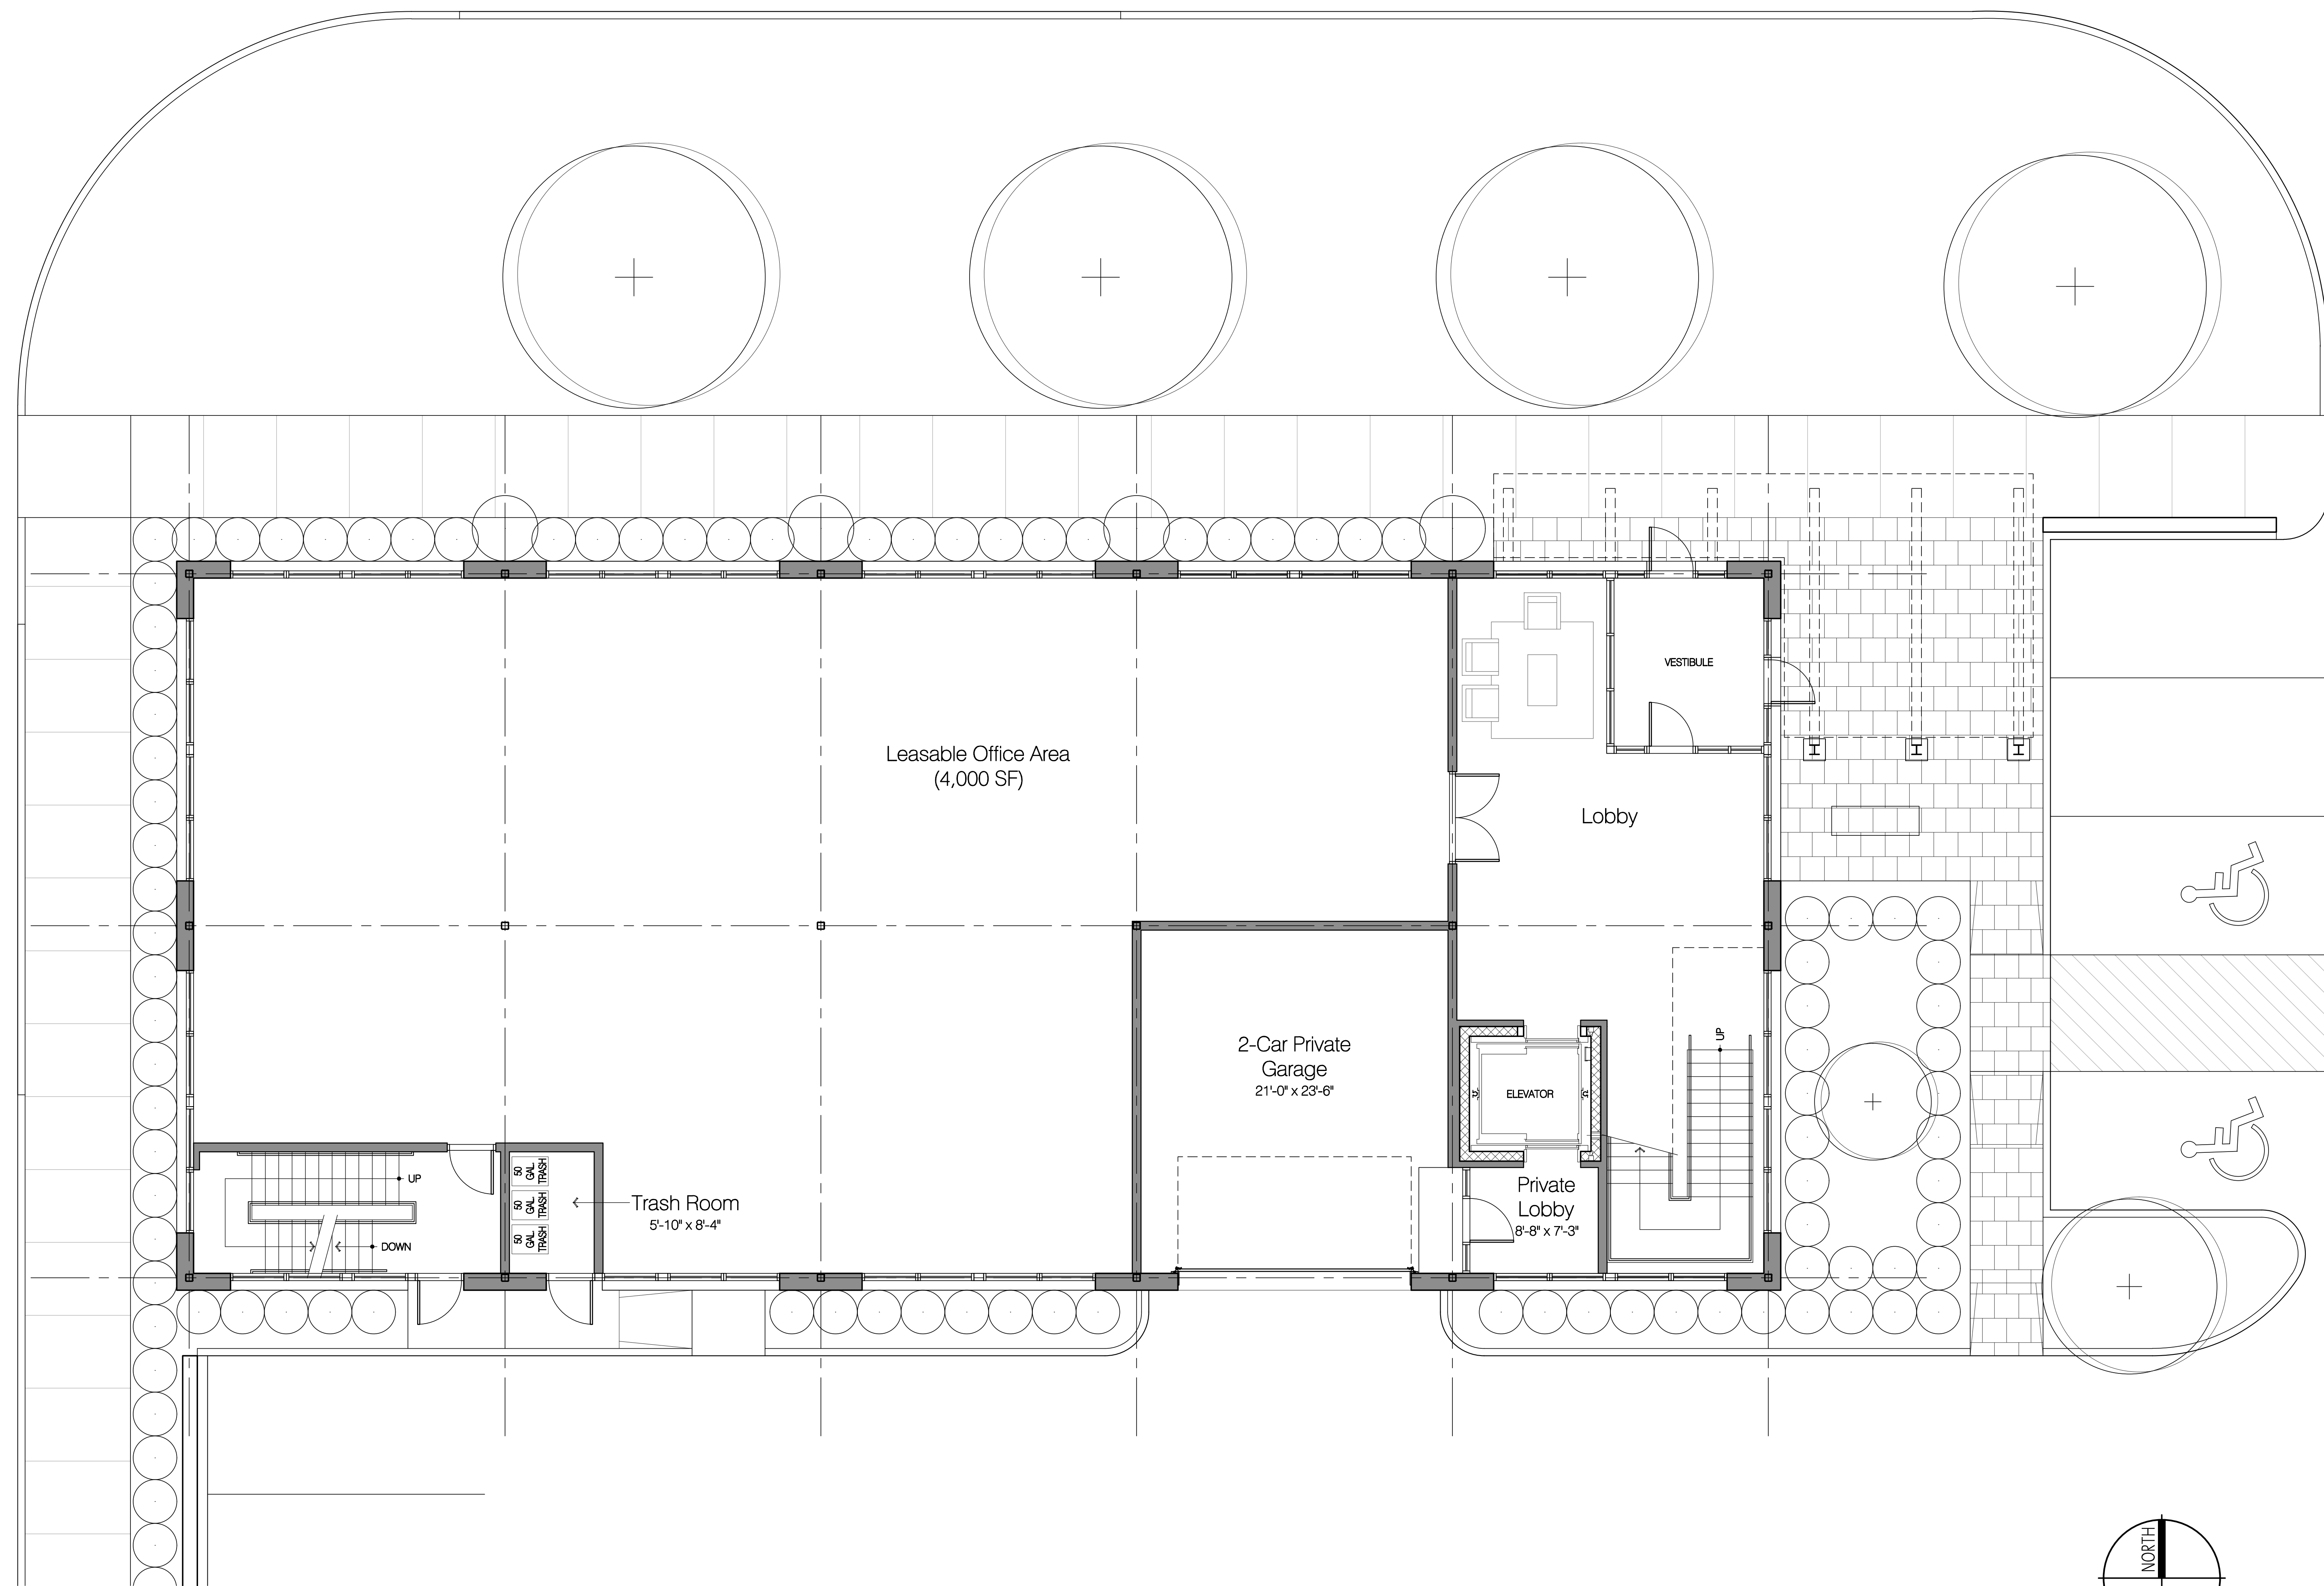 VESTIBULE
Leasable Office Area
(4,000 SF)
Lobby
2-Car Private
Garage
21'-0" x 23'-6"
UP
ELEVATOR
UP
DOWN
50
GAL.
TRASH
50
GAL.
TRASH
50
GAL.
TRASH
Trash Room
5'-10" x 8'-4"
Private
Lobby
8'-8" x 7'-3"
NORTH